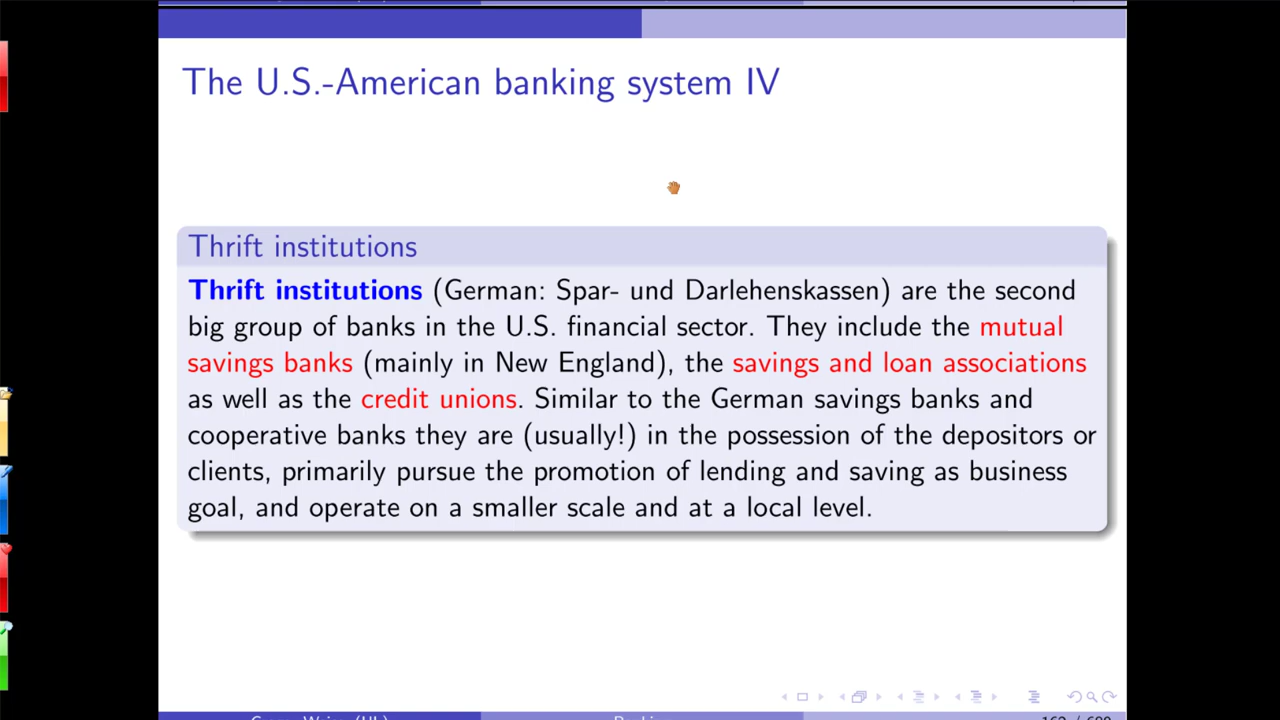 The U.S.-American banking system IV
Thrift institutions
Thrift institutions (German: Spar- und Darlehenskassen) are the second
big group of banks in the U.S. financial sector. They include the mutual
savings banks (mainly in New England), the savings and loan associations
as well as the credit unions. Similar to the German savings banks and
cooperative banks they are (usually!) in the possession of the depositors or
clients, primarily pursue the promotion of lending and saving as business
goal, and operate on a smaller scale and at a local level.